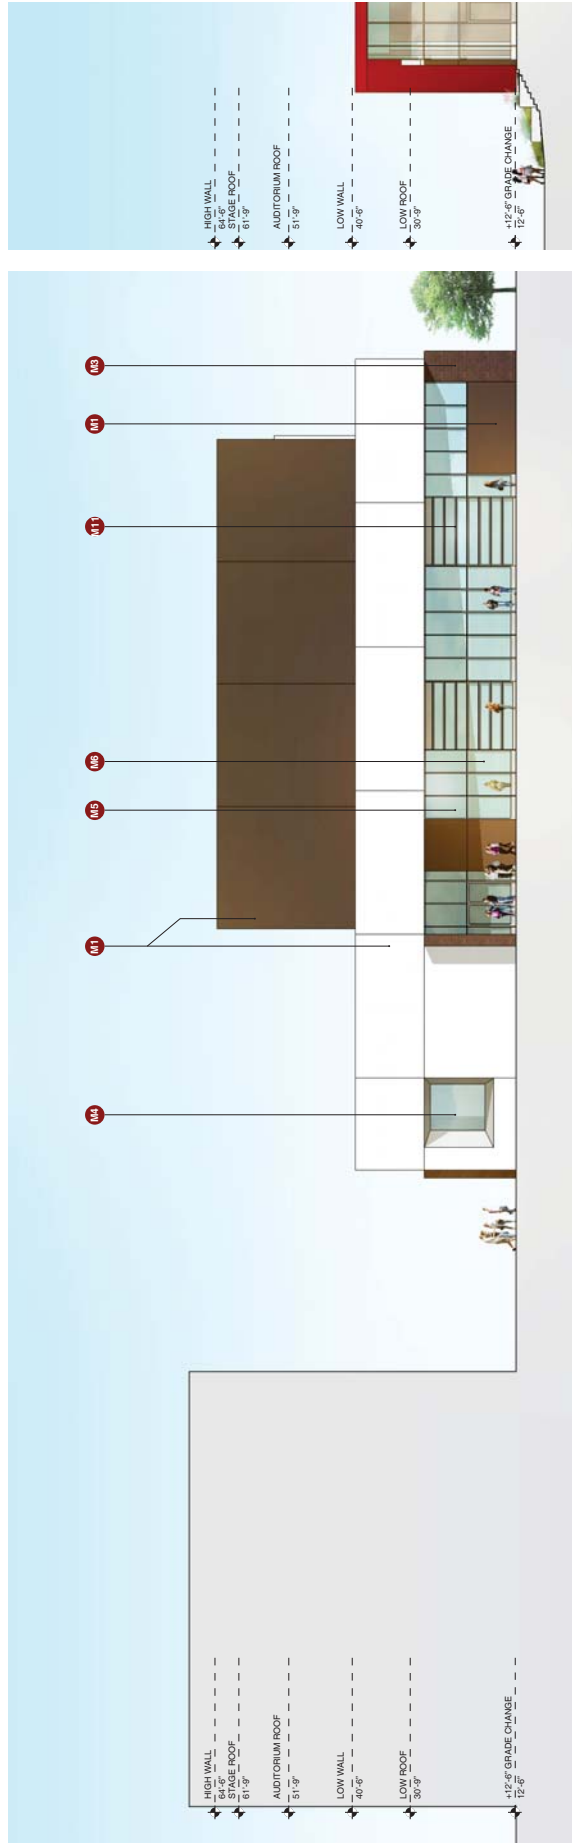 HIGH WALL
64'-6"
STAGE ROOF
61'-9"
AUDITORIUM ROOF
51'-9"
LOW WALL
40'-6"
LOW ROOF
30'-9"
+12'-6" GRADE CHANGE
12'-6"
M4
M1
M5
M6
M11
M1
M3
HIGH WALL
64'-6"
STAGE ROOF
61'-9"
AUDITORIUM ROOF
51'-9"
LOW WALL
40'-6"
LOW ROOF
30'-9"
+12'-6" GRADE CHANGE
12'-6"